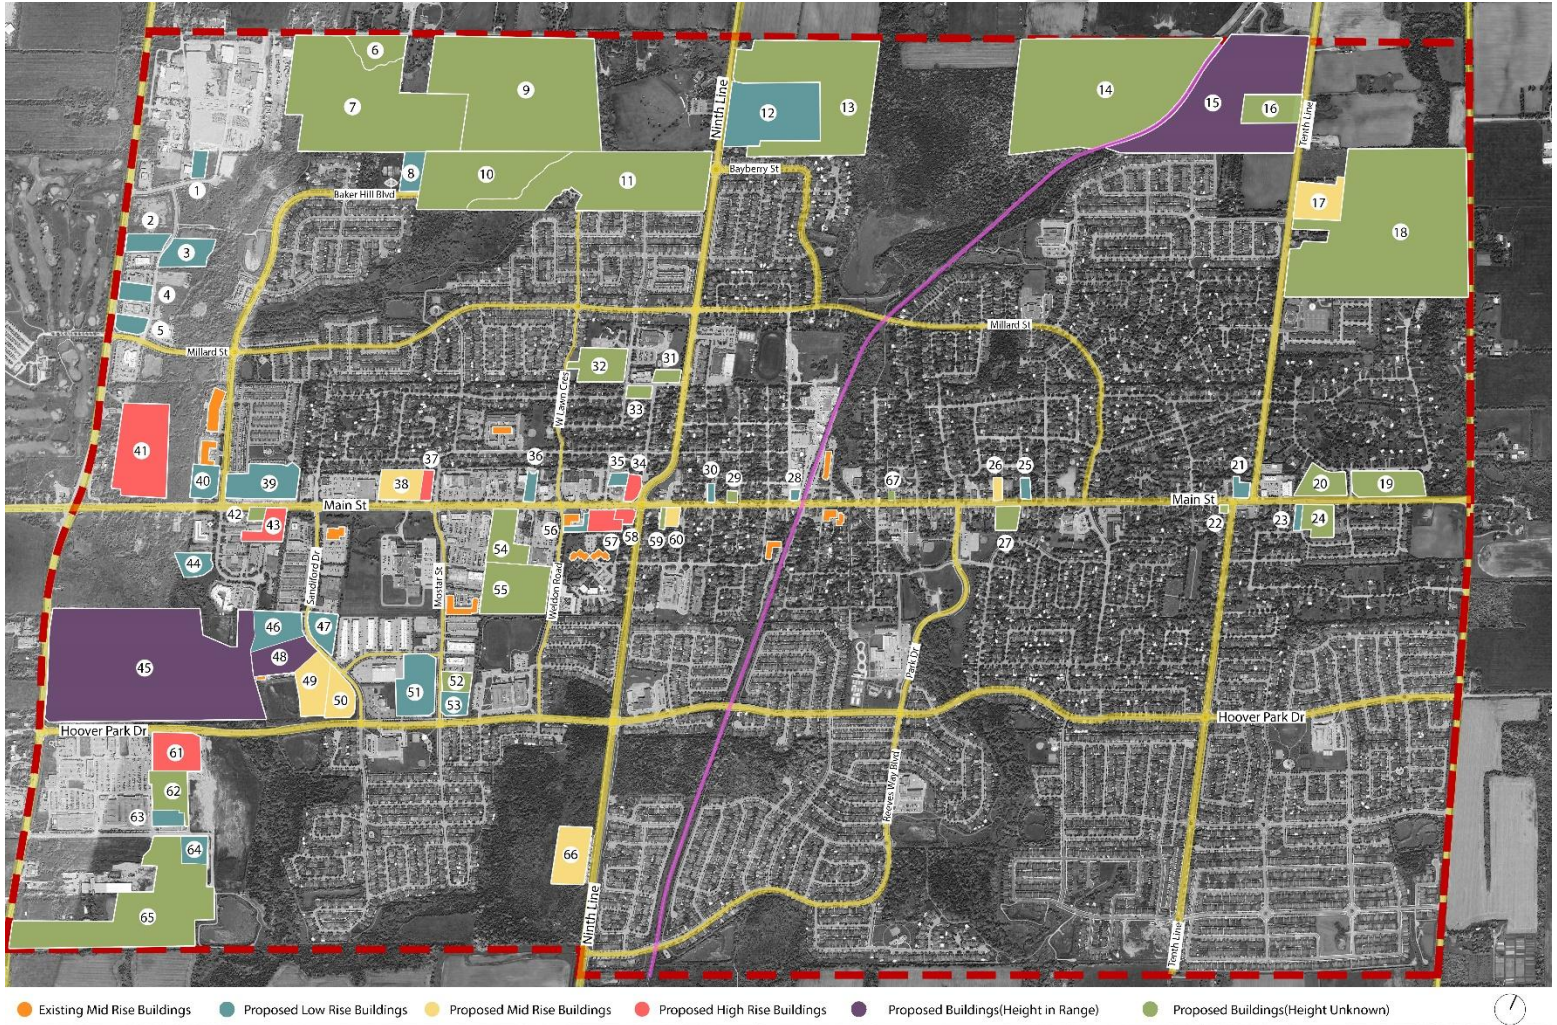 6
7
9
12
13
14
15
16
Ninth Line
Tenth Line
1
8
10
11
Bayberry St
Baker Hill Blvd
17
18
2
3
4
5
Millard St
Millard St
31
32
33
W Lawn Cres
41
40
39
38
37
36
35
34
30
29
28
67
26
25
21
20
19
Main St
Main St
42
43
44
Sandiford Dr
Mostar St
54
55
56
57
58
59
60
Weldon Road
27
22
23
24
45
46
47
48
49
50
51
52
53
Park Dr
Hoover Park Dr
Hoover Park Dr
61
62
63
64
65
66
Reeves Way Blvd
Ninth Line
Tenth Line
Existing Mid Rise Buildings
Proposed Low Rise Buildings
Proposed Mid Rise Buildings
Proposed High Rise Buildings
Proposed Buildings(Height in Range)
Proposed Buildings(Height Unknown)